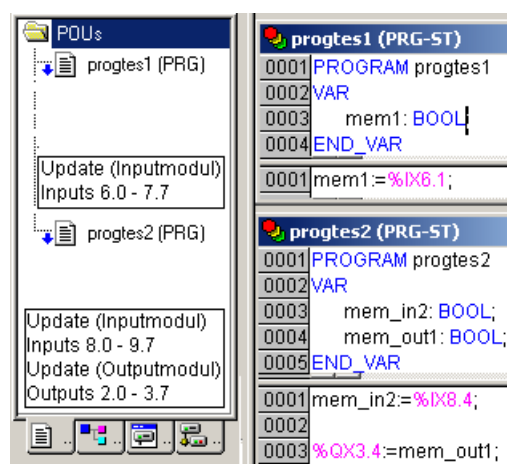 POUs
progtes1 (PRG)
Update (Inputmodul)
Inputs 6.0 - 7.7
progtes2 (PRG)
Update (Inputmodul)
Inputs 8.0 - 9.7
Update (Outputmodul)
Outputs 2.0 - 3.7
progtes1 (PRG-ST)
0001 PROGRAM progtes1
0002 VAR
0003 mem1: BOOL;
0004 END_VAR
0001 mem1:=%IX6.1;
progtes2 (PRG-ST)
0001 PROGRAM progtes2
0002 VAR
0003 mem_in2: BOOL;
0004 mem_out1: BOOL;
0005 END_VAR
0001 mem_in2:=%IX8.4;
0002
0003 %QX3.4:=mem_out1;